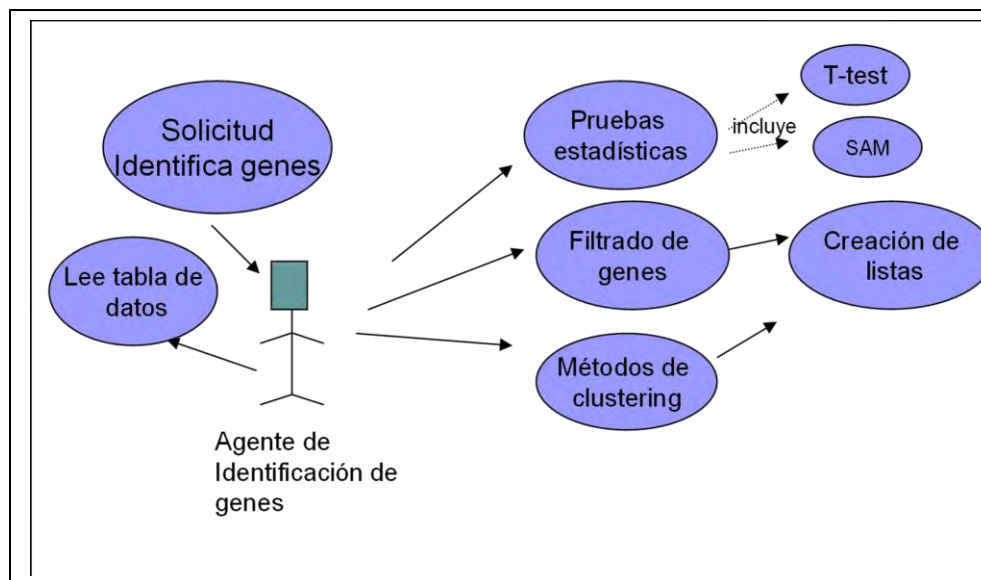 Solicitud
Identifica genes
Lee tabla de
datos
Agente de
Identificación de
genes
Pruebas
estadísticas
incluye
T-test
SAM
Filtrado de
genes
Creación de
listas
Métodos de
clustering